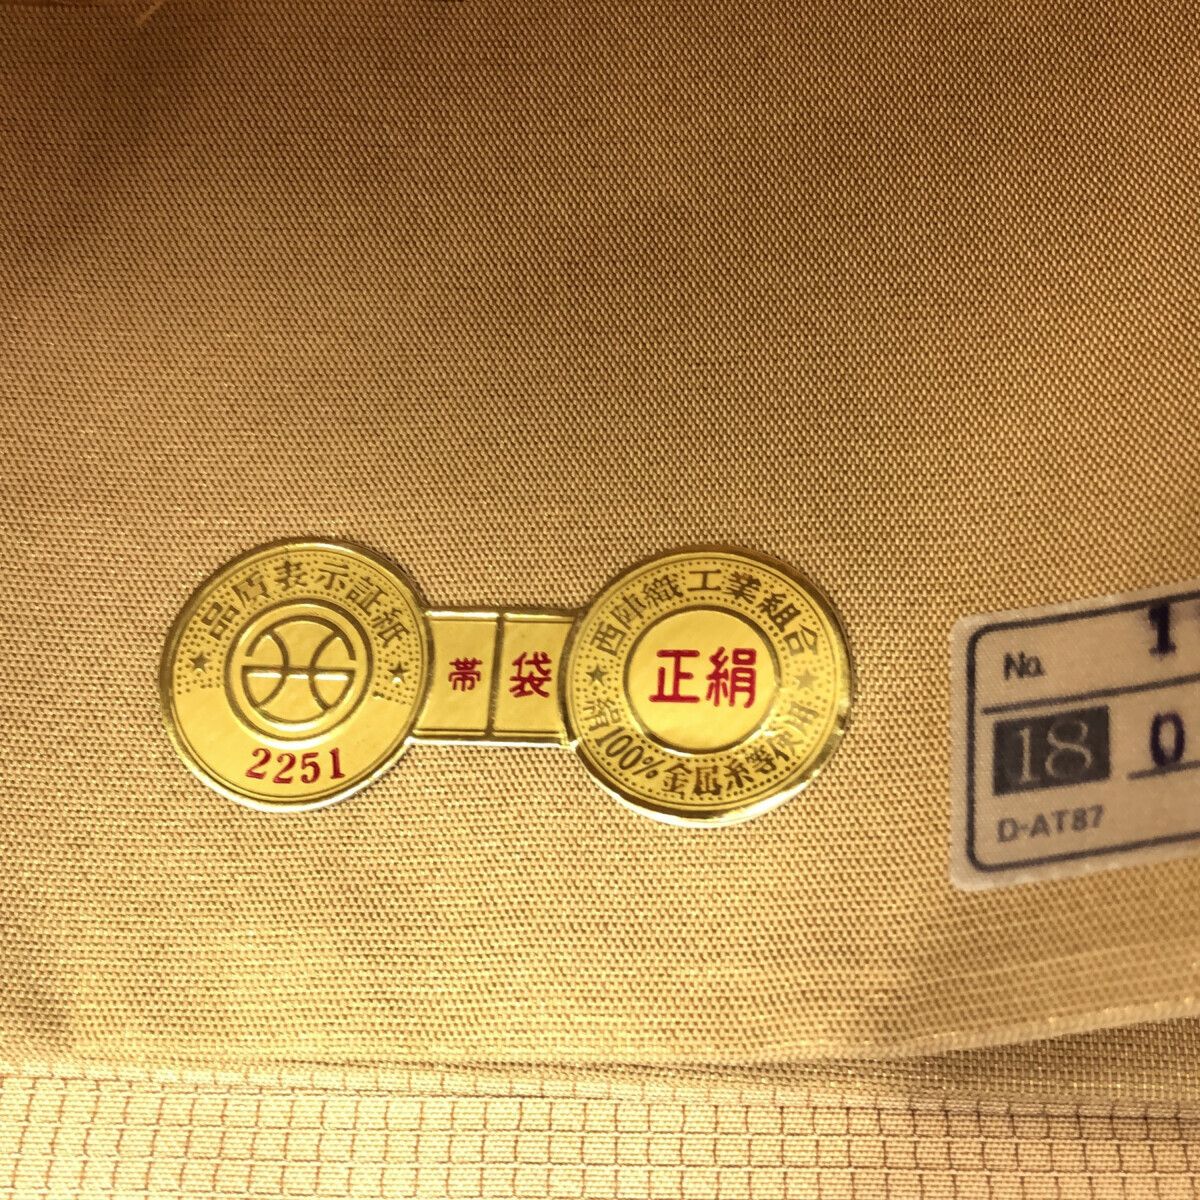 品質表示証紙
2251
帯 袋
西陣織工業組合
正絹
絹100%金属糸等使用
No. 1
18 0
D-AT87